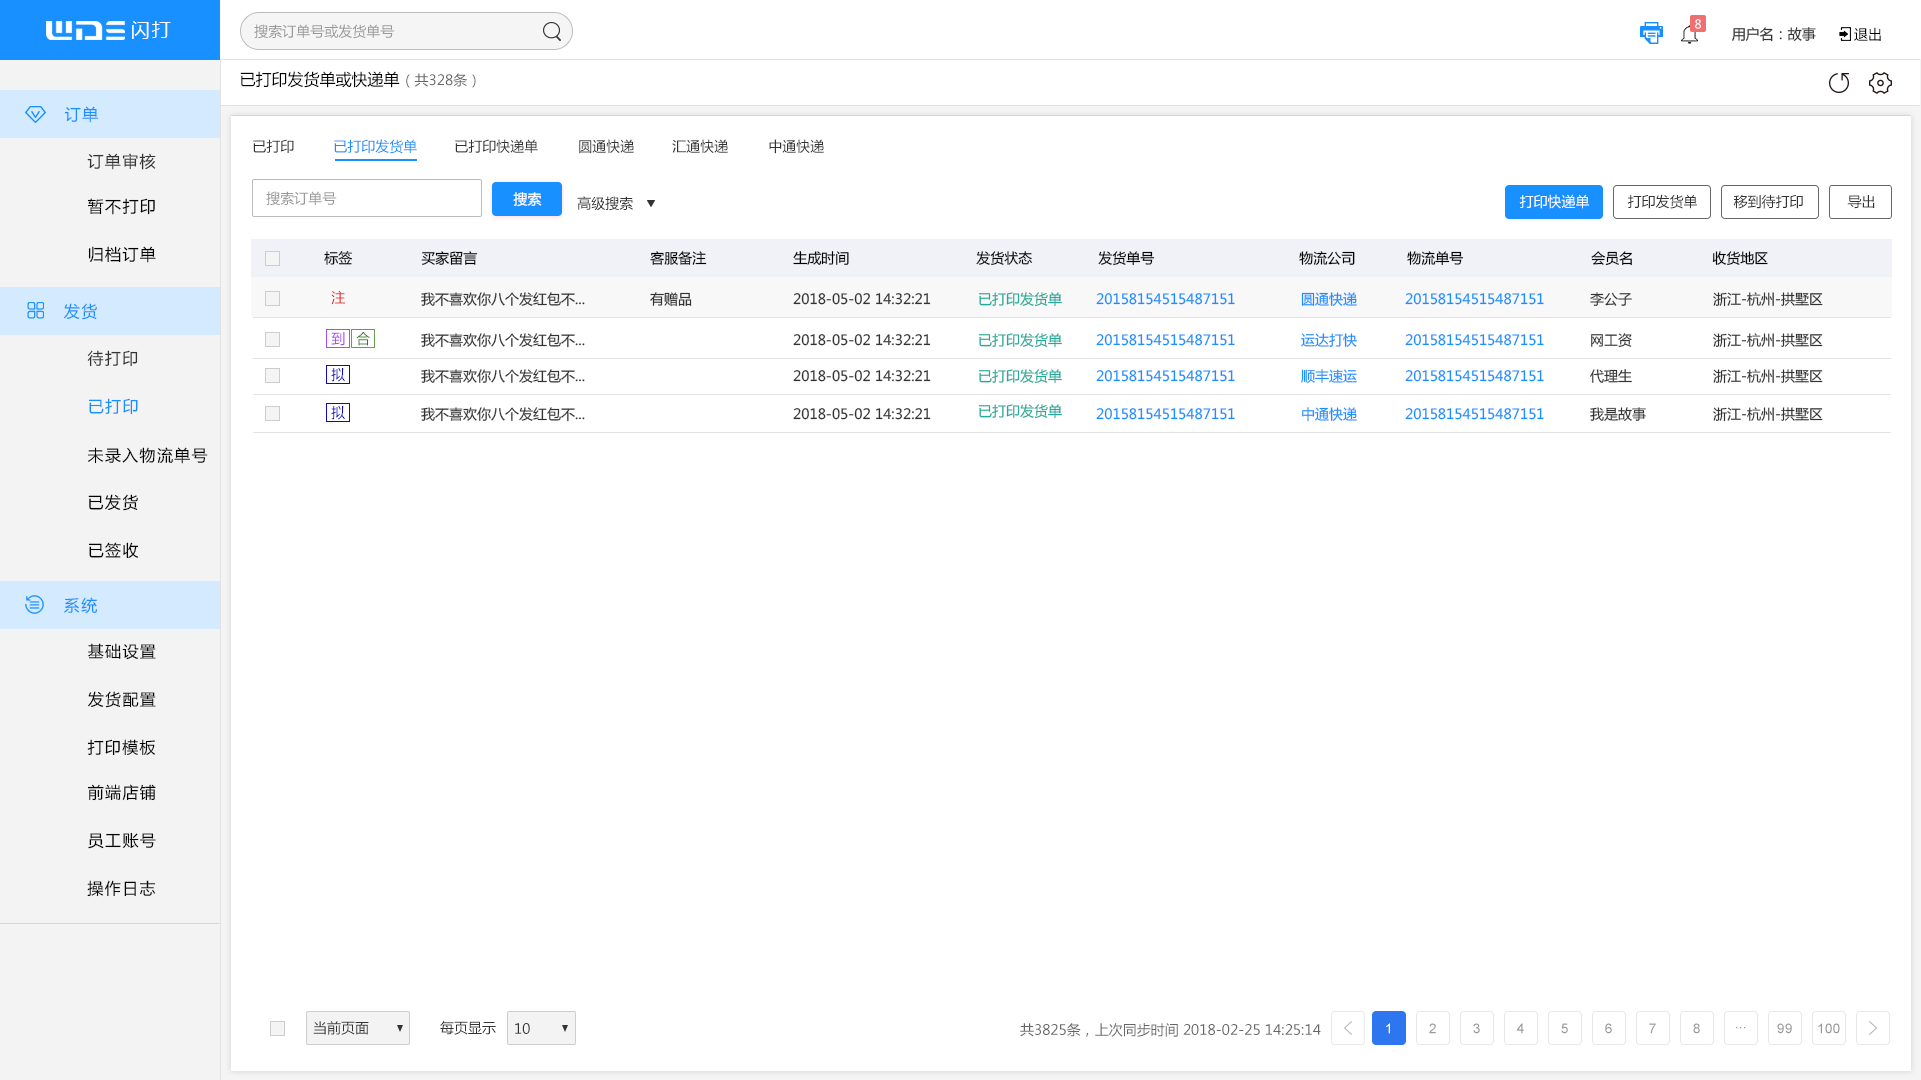 WDS 闪打
搜索订单号或发货单号
8
用户名：故事
退出
已打印发货单或快递单（共328条）
订单
订单审核
暂不打印
归档订单
发货
待打印
已打印
未录入物流单号
已发货
已签收
系统
基础设置
发货配置
打印模板
前端店铺
员工账号
操作日志
已打印 已打印发货单 已打印快递单 圆通快递 汇通快递 中通快递
搜索订单号 搜索 高级搜索 ▼ 打印快递单 打印发货单 移到待打印 导出
标签 买家留言 客服备注 生成时间 发货状态 发货单号 物流公司 物流单号 会员名 收货地区
注 我不喜欢你八个发红包不... 有赠品 2018-05-02 14:32:21 已打印发货单 20158154515487151 圆通快递 20158154515487151 李公子 浙江-杭州-拱墅区
到 合 我不喜欢你八个发红包不... 2018-05-02 14:32:21 已打印发货单 20158154515487151 运达打快 20158154515487151 网工资 浙江-杭州-拱墅区
拟 我不喜欢你八个发红包不... 2018-05-02 14:32:21 已打印发货单 20158154515487151 顺丰速运 20158154515487151 代理生 浙江-杭州-拱墅区
拟 我不喜欢你八个发红包不... 2018-05-02 14:32:21 已打印发货单 20158154515487151 中通快递 20158154515487151 我是故事 浙江-杭州-拱墅区
当前页面 ▼ 每页显示 10 ▼ 共3825条，上次同步时间 2018-02-25 14:25:14 < 1 2 3 4 5 6 7 8 ··· 99 100 >